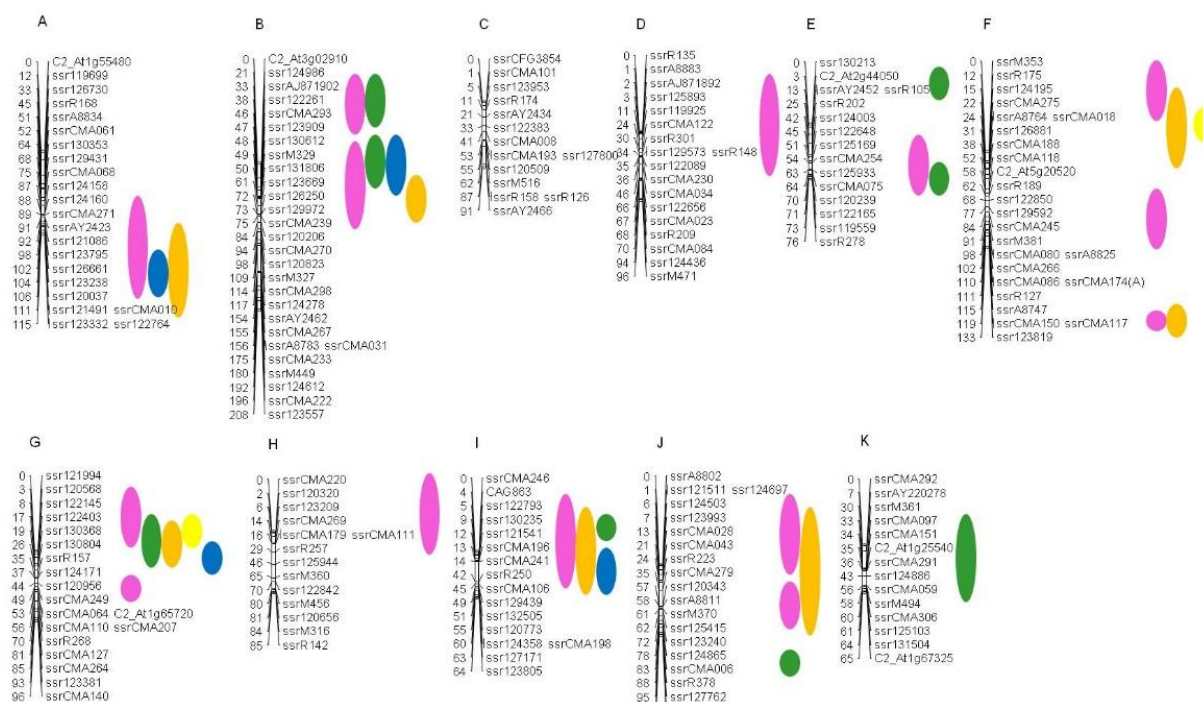 A
0 C2_At1g55480
12 ssr119699
33 ssr126730
45 ssrR168
51 ssrA8834
52 ssrCMA061
64 ssr130353
68 ssr129431
75 ssrCMA068
87 ssr124158
88 ssr124160
89 ssrCMA271
91 ssrAY2423
92 ssr121086
98 ssr123795
102 ssr126661
104 ssr123238
106 ssr120037
111 ssr121491 ssrCMA010
115 ssr123332 ssr122764
B
0 C2_At3g02910
21 ssr124986
33 ssrAJ871902
38 ssr122261
46 ssrCMA293
47 ssr123909
48 ssr130612
49 ssrM329
50 ssr131806
61 ssr123669
72 ssr126250
73 ssr129972
75 ssrCMA239
84 ssr120206
94 ssrCMA270
98 ssr120823
109 ssrM327
114 ssrCMA298
117 ssr124278
154 ssrAY2462
155 ssrCMA267
156 ssrA8783 ssrCMA031
175 ssrCMA233
180 ssrM449
192 ssr124612
196 ssrCMA222
208 ssr123557
C
0 ssrCFG3854
1 ssrCMA101
5 ssr123953
11 ssrR174
21 ssrAY2434
33 ssr122383
41 ssrCMA008
53 ssrCMA193 ssr127800
55 ssr120509
62 ssrM516
87 ssrR158 ssrR126
91 ssrAY2466
D
0 ssrR135
1 ssrA8883
2 ssrAJ871892
3 ssr125893
11 ssr119925
24 ssrCMA122
30 ssrR301
34 ssr129573 ssrR148
35 ssr122089
36 ssrCMA230
46 ssrCMA034
66 ssr122656
67 ssrCMA023
68 ssrR209
70 ssrCMA084
94 ssr124436
96 ssrM471
E
0 ssr130213
3 C2_At2g44050
13 ssrAY2452 ssrR105
25 ssrR202
42 ssr124003
45 ssr122648
51 ssr125169
54 ssrCMA254
63 ssr125933
64 ssrCMA075
70 ssr120239
71 ssr122165
73 ssr119559
76 ssrR278
F
0 ssrM353
12 ssrR175
15 ssr124195
22 ssrCMA275
24 ssrA8764 ssrCMA018
31 ssr126881
38 ssrCMA188
52 ssrCMA118
58 C2_At5g20520
62 ssrR189
68 ssr122850
77 ssr129592
84 ssrCMA245
91 ssrM381
98 ssrCMA080 ssrA8825
102 ssrCMA266
110 ssrCMA086 ssrCMA174(A)
111 ssrR127
115 ssrA8747
119 ssrCMA150 ssrCMA117
133 ssr123819
G
0 ssr121994
3 ssr120568
8 ssr122145
17 ssr122403
19 ssr130368
26 ssr130804
35 ssrR157
37 ssr124171
44 ssr120956
49 ssrCMA249
53 ssrCMA064 C2_At1g65720
56 ssrCMA110 ssrCMA207
70 ssrR268
81 ssrCMA127
85 ssrCMA264
93 ssr123381
96 ssrCMA140
H
0 ssrCMA220
2 ssr120320
6 ssr123209
14 ssrCMA269
16 ssrCMA179 ssrCMA111
29 ssrR257
46 ssr125944
65 ssrM360
70 ssr122842
80 ssrM456
81 ssr120656
84 ssrM316
85 ssrR142
I
0 ssrCMA246
4 CAG863
5 ssr122793
9 ssr130235
12 ssr121541
13 ssrCMA196
14 ssrCMA241
42 ssrR250
45 ssrCMA106
49 ssr129439
51 ssr132505
55 ssr120773
60 ssr124358 ssrCMA198
63 ssr127171
64 ssr123805
J
0 ssrA8802
1 ssr121511 ssr124697
6 ssr124503
7 ssr123993
13 ssrCMA028
21 ssrCMA043
24 ssrR223
35 ssrCMA279
57 ssr120343
58 ssrA8811
61 ssrM370
62 ssr125415
72 ssr123240
78 ssr124865
83 ssrCMA006
88 ssrR378
95 ssr127762
K
0 ssrCMA292
7 ssrAY220278
30 ssrM361
33 ssrCMA097
34 ssrCMA151
35 C2_At1g25540
36 ssrCMA291
43 ssr124886
54 ssrCMA059
58 ssrM494
60 ssrCMA306
61 ssr125103
64 ssr131504
65 C2_At1g67325